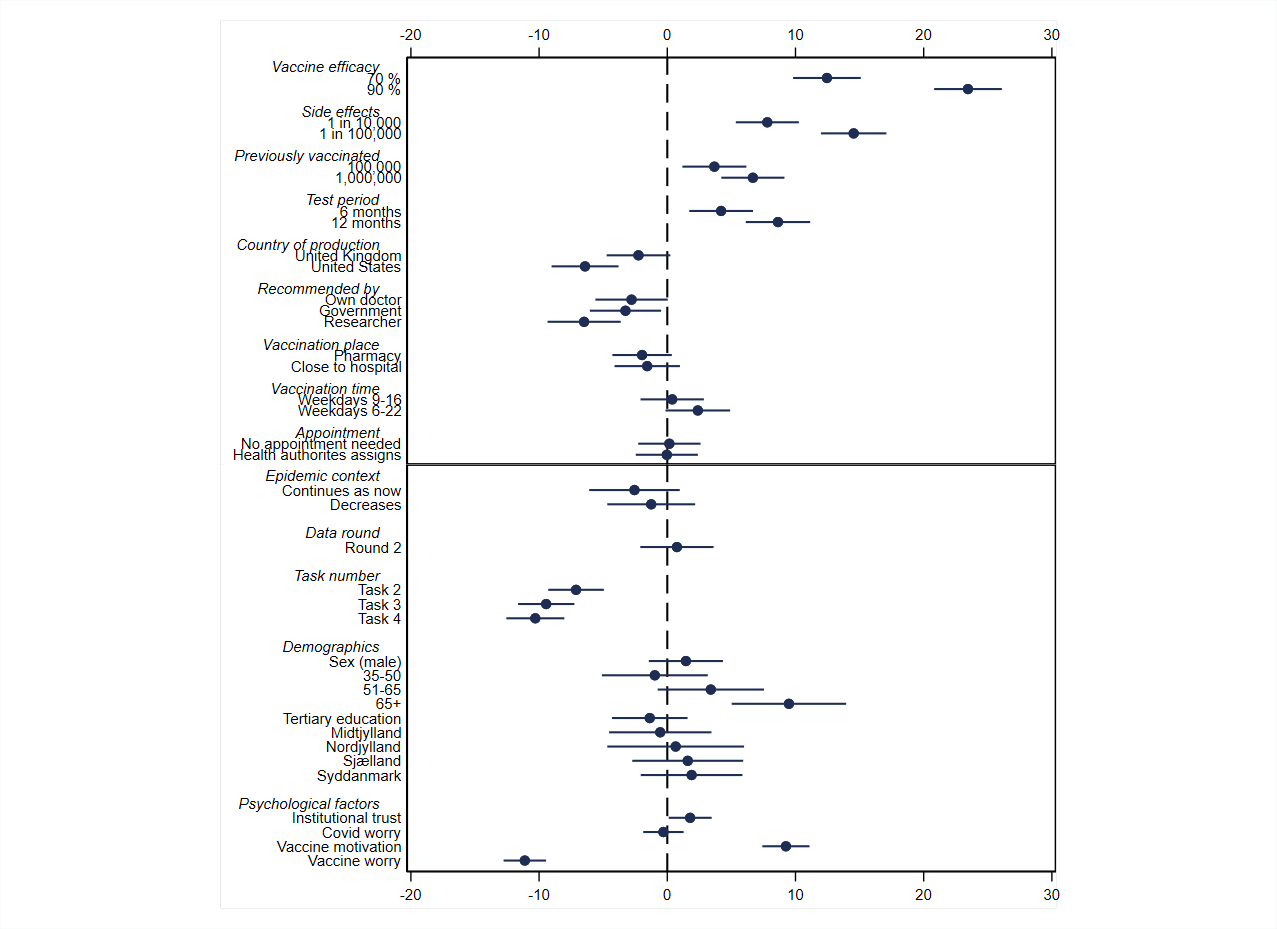 -20 -10 0 10 20 30
Vaccine efficacy
70 %
90 %
Side effects
1 in 10,000
1 in 100,000
Previously vaccinated
100,000
1,000,000
Test period
6 months
12 months
Country of production
United Kingdom
United States
Recommended by
Own doctor
Government
Researcher
Vaccination place
Pharmacy
Close to hospital
Vaccination time
Weekdays 9-16
Weekdays 6-22
Appointment
No appointment needed
Health authorites assigns
Epidemic context
Continues as now
Decreases
Data round
Round 2
Task number
Task 2
Task 3
Task 4
Demographics
Sex (male)
35-50
51-65
65+
Tertiary education
Midtjylland
Nordjylland
Sjælland
Syddanmark
Psychological factors
Institutional trust
Covid worry
Vaccine motivation
Vaccine worry
-20 -10 0 10 20 30